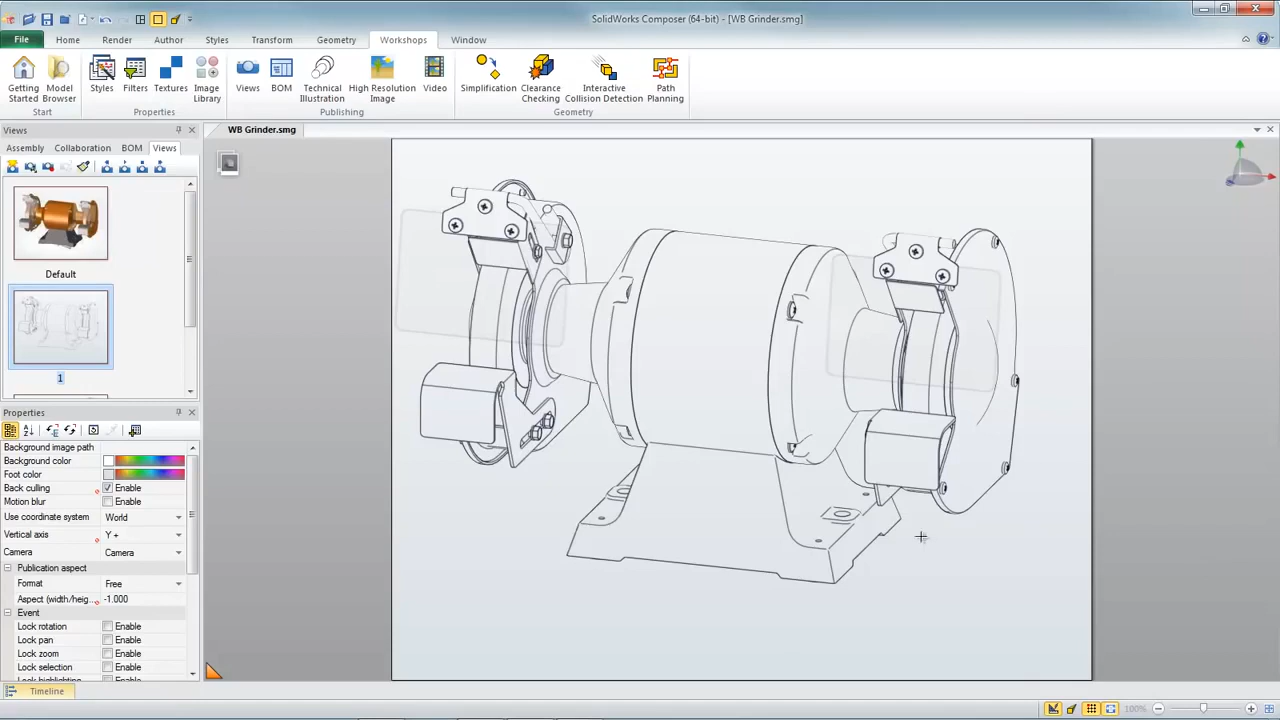 SolidWorks Composer (64-bit) - [WB Grinder.smg]
File Home Render Author Styles Transform Geometry Workshops Window
Getting Started
Model Browser
Styles
Filters
Textures
Image Library
Views
BOM
Technical Illustration
High Resolution Image
Video
Simplification
Clearance Checking
Interactive Collision Detection
Path Planning
Start Properties Publishing Geometry
Views
WB Grinder.smg
Assembly Collaboration BOM Views
Default
1
Properties
Background image path
Background color
Foot color
Back culling Enable
Motion blur Enable
Use coordinate system World
Vertical axis Y +
Camera Camera
Publication aspect
Format Free
Aspect (width/heig... -1.000
Event
Lock rotation Enable
Lock pan Enable
Lock zoom Enable
Lock selection Enable
Timeline
100%